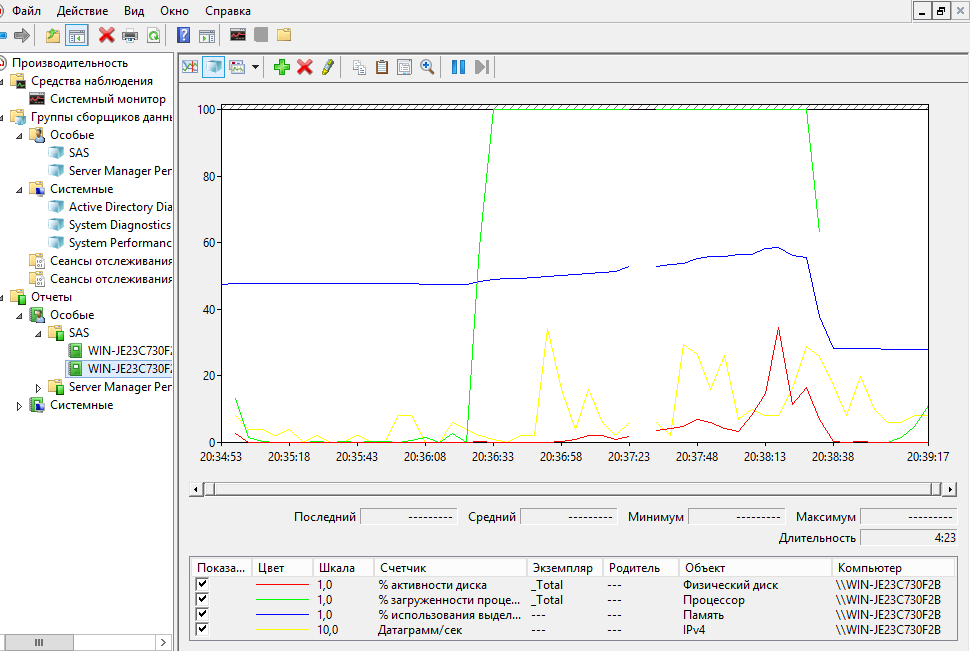 Файл Действие Вид Окно Справка
Производительность
Средства наблюдения
Системный монитор
Группы сборщиков данны
Особые
SAS
Server Manager Per
Системные
Active Directory Dia
System Diagnostics
System Performanc
Сеансы отслеживания
Сеансы отслеживания
Отчеты
Особые
SAS
WIN-JE23C730F2
WIN-JE23C730F2
Server Manager Per
Системные
100
80
60
40
20
0
20:34:53 20:35:18 20:35:43 20:36:08 20:36:33 20:36:58 20:37:23 20:37:48 20:38:13 20:38:38 20:39:17
Последний --------- Средний --------- Минимум --------- Максимум ---------
Длительность 4:23
Показа... Цвет Шкала Счетчик Экземпляр Родитель Объект Компьютер
1,0 % активности диска _Total --- Физический диск \\WIN-JE23C730F2B
1,0 % загруженности проце... _Total --- Процессор \\WIN-JE23C730F2B
1,0 % использования выдел... --- --- Память \\WIN-JE23C730F2B
10,0 Датаграмм/сек --- --- IPv4 \\WIN-JE23C730F2B